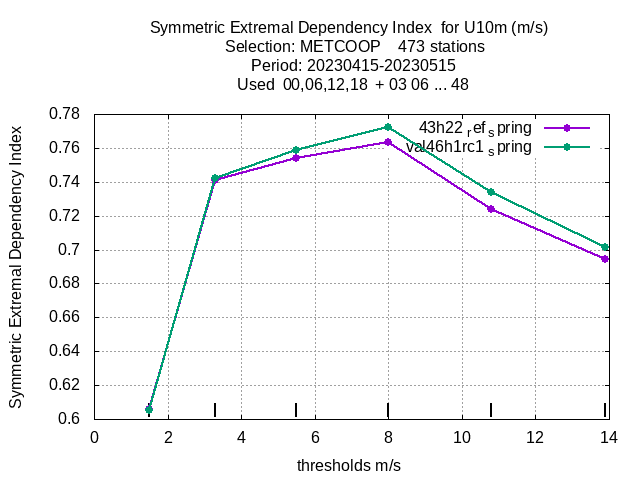 Symmetric Extremal Dependency Index for U10m (m/s)
Selection: METCOOP 473 stations
Period: 20230415-20230515
Used 00,06,12,18 + 03 06 ... 48
0.78
0.76
0.74
0.72
0.7
0.68
0.66
0.64
0.62
0.6
Symmetric Extremal Dependency Index
43h22 ref spring
val46h1rc1 spring
0 2 4 6 8 10 12 14
thresholds m/s